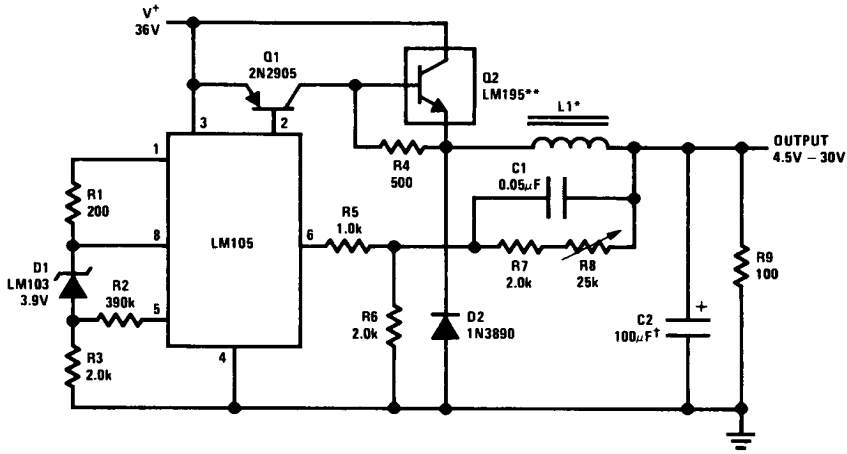 V+
36V
Q1
2N2905
Q2
LM195**
L1*
3
2
OUTPUT
4.5V – 30V
1
R4
500
C1
0.05μF
R1
200
R5
1.0k
8
LM105
6
D1
LM103
3.9V
R2
390k
R7
2.0k
R8
25k
R9
100
5
R6
2.0k
D2
1N3890
+
C2
100μF†
R3
2.0k
4